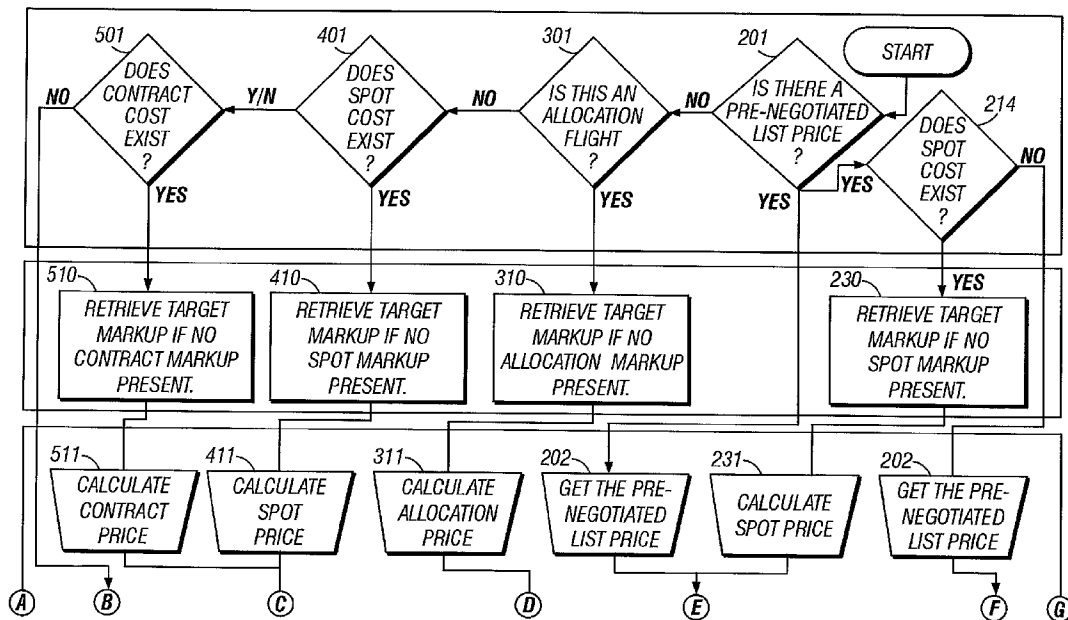 START
501
DOES
CONTRACT
COST
EXIST
?
NO
YES
401
DOES
SPOT
COST
EXIST
?
Y/N
YES
301
IS THIS AN
ALLOCATION
FLIGHT
?
NO
YES
201
IS THERE A
PRE-NEGOTIATED
LIST PRICE
?
NO
YES
YES
214
DOES
SPOT
COST
EXIST
?
NO
YES
510
RETRIEVE TARGET
MARKUP IF NO
CONTRACT MARKUP
PRESENT.
410
RETRIEVE TARGET
MARKUP IF NO
SPOT MARKUP
PRESENT.
310
RETRIEVE TARGET
MARKUP IF NO
ALLOCATION MARKUP
PRESENT.
230
RETRIEVE TARGET
MARKUP IF NO
SPOT MARKUP
PRESENT.
511
CALCULATE
CONTRACT
PRICE
411
CALCULATE
SPOT
PRICE
311
CALCULATE
ALLOCATION
PRICE
202
GET THE PRE-
NEGOTIATED
LIST PRICE
231
CALCULATE
SPOT PRICE
202
GET THE PRE-
NEGOTIATED
LIST PRICE
A
B
C
D
E
F
G